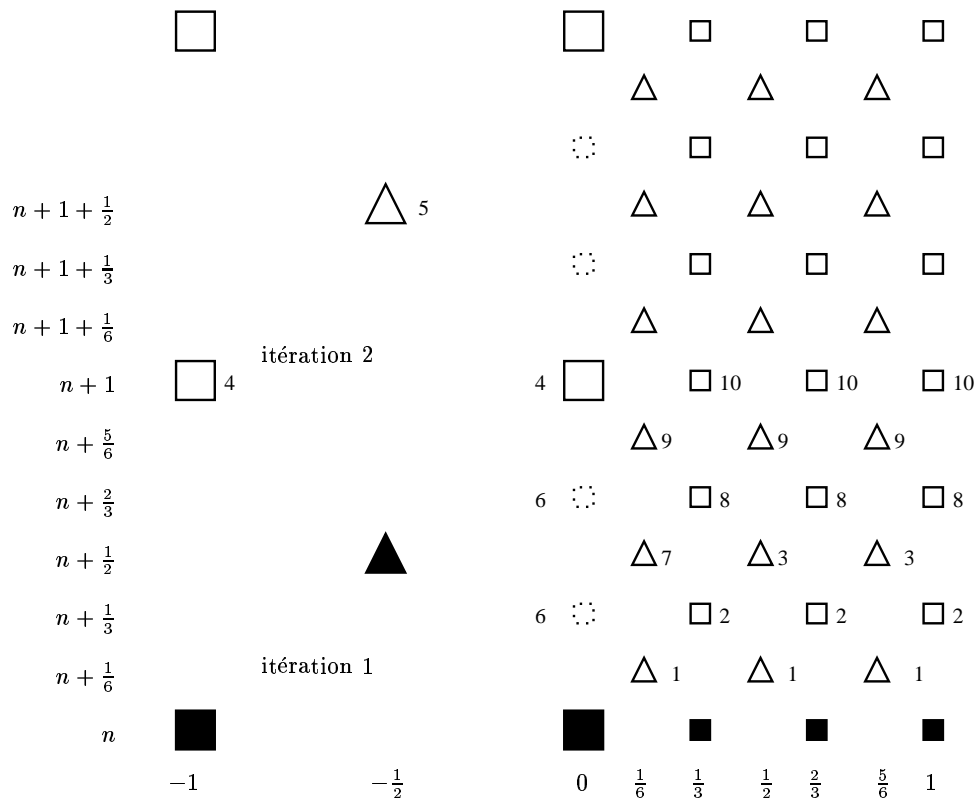 n + 1 + 1/2 5
n + 1 + 1/3
n + 1 + 1/6
itération 2
n + 1 4 4 10 10 10
n + 5/6 9 9 9
n + 2/3 6 8 8 8
n + 1/2 7 3 3
n + 1/3 6 2 2 2
n + 1/6 itération 1 1 1 1
n
−1 −1/2 0 1/6 1/3 1/2 2/3 5/6 1